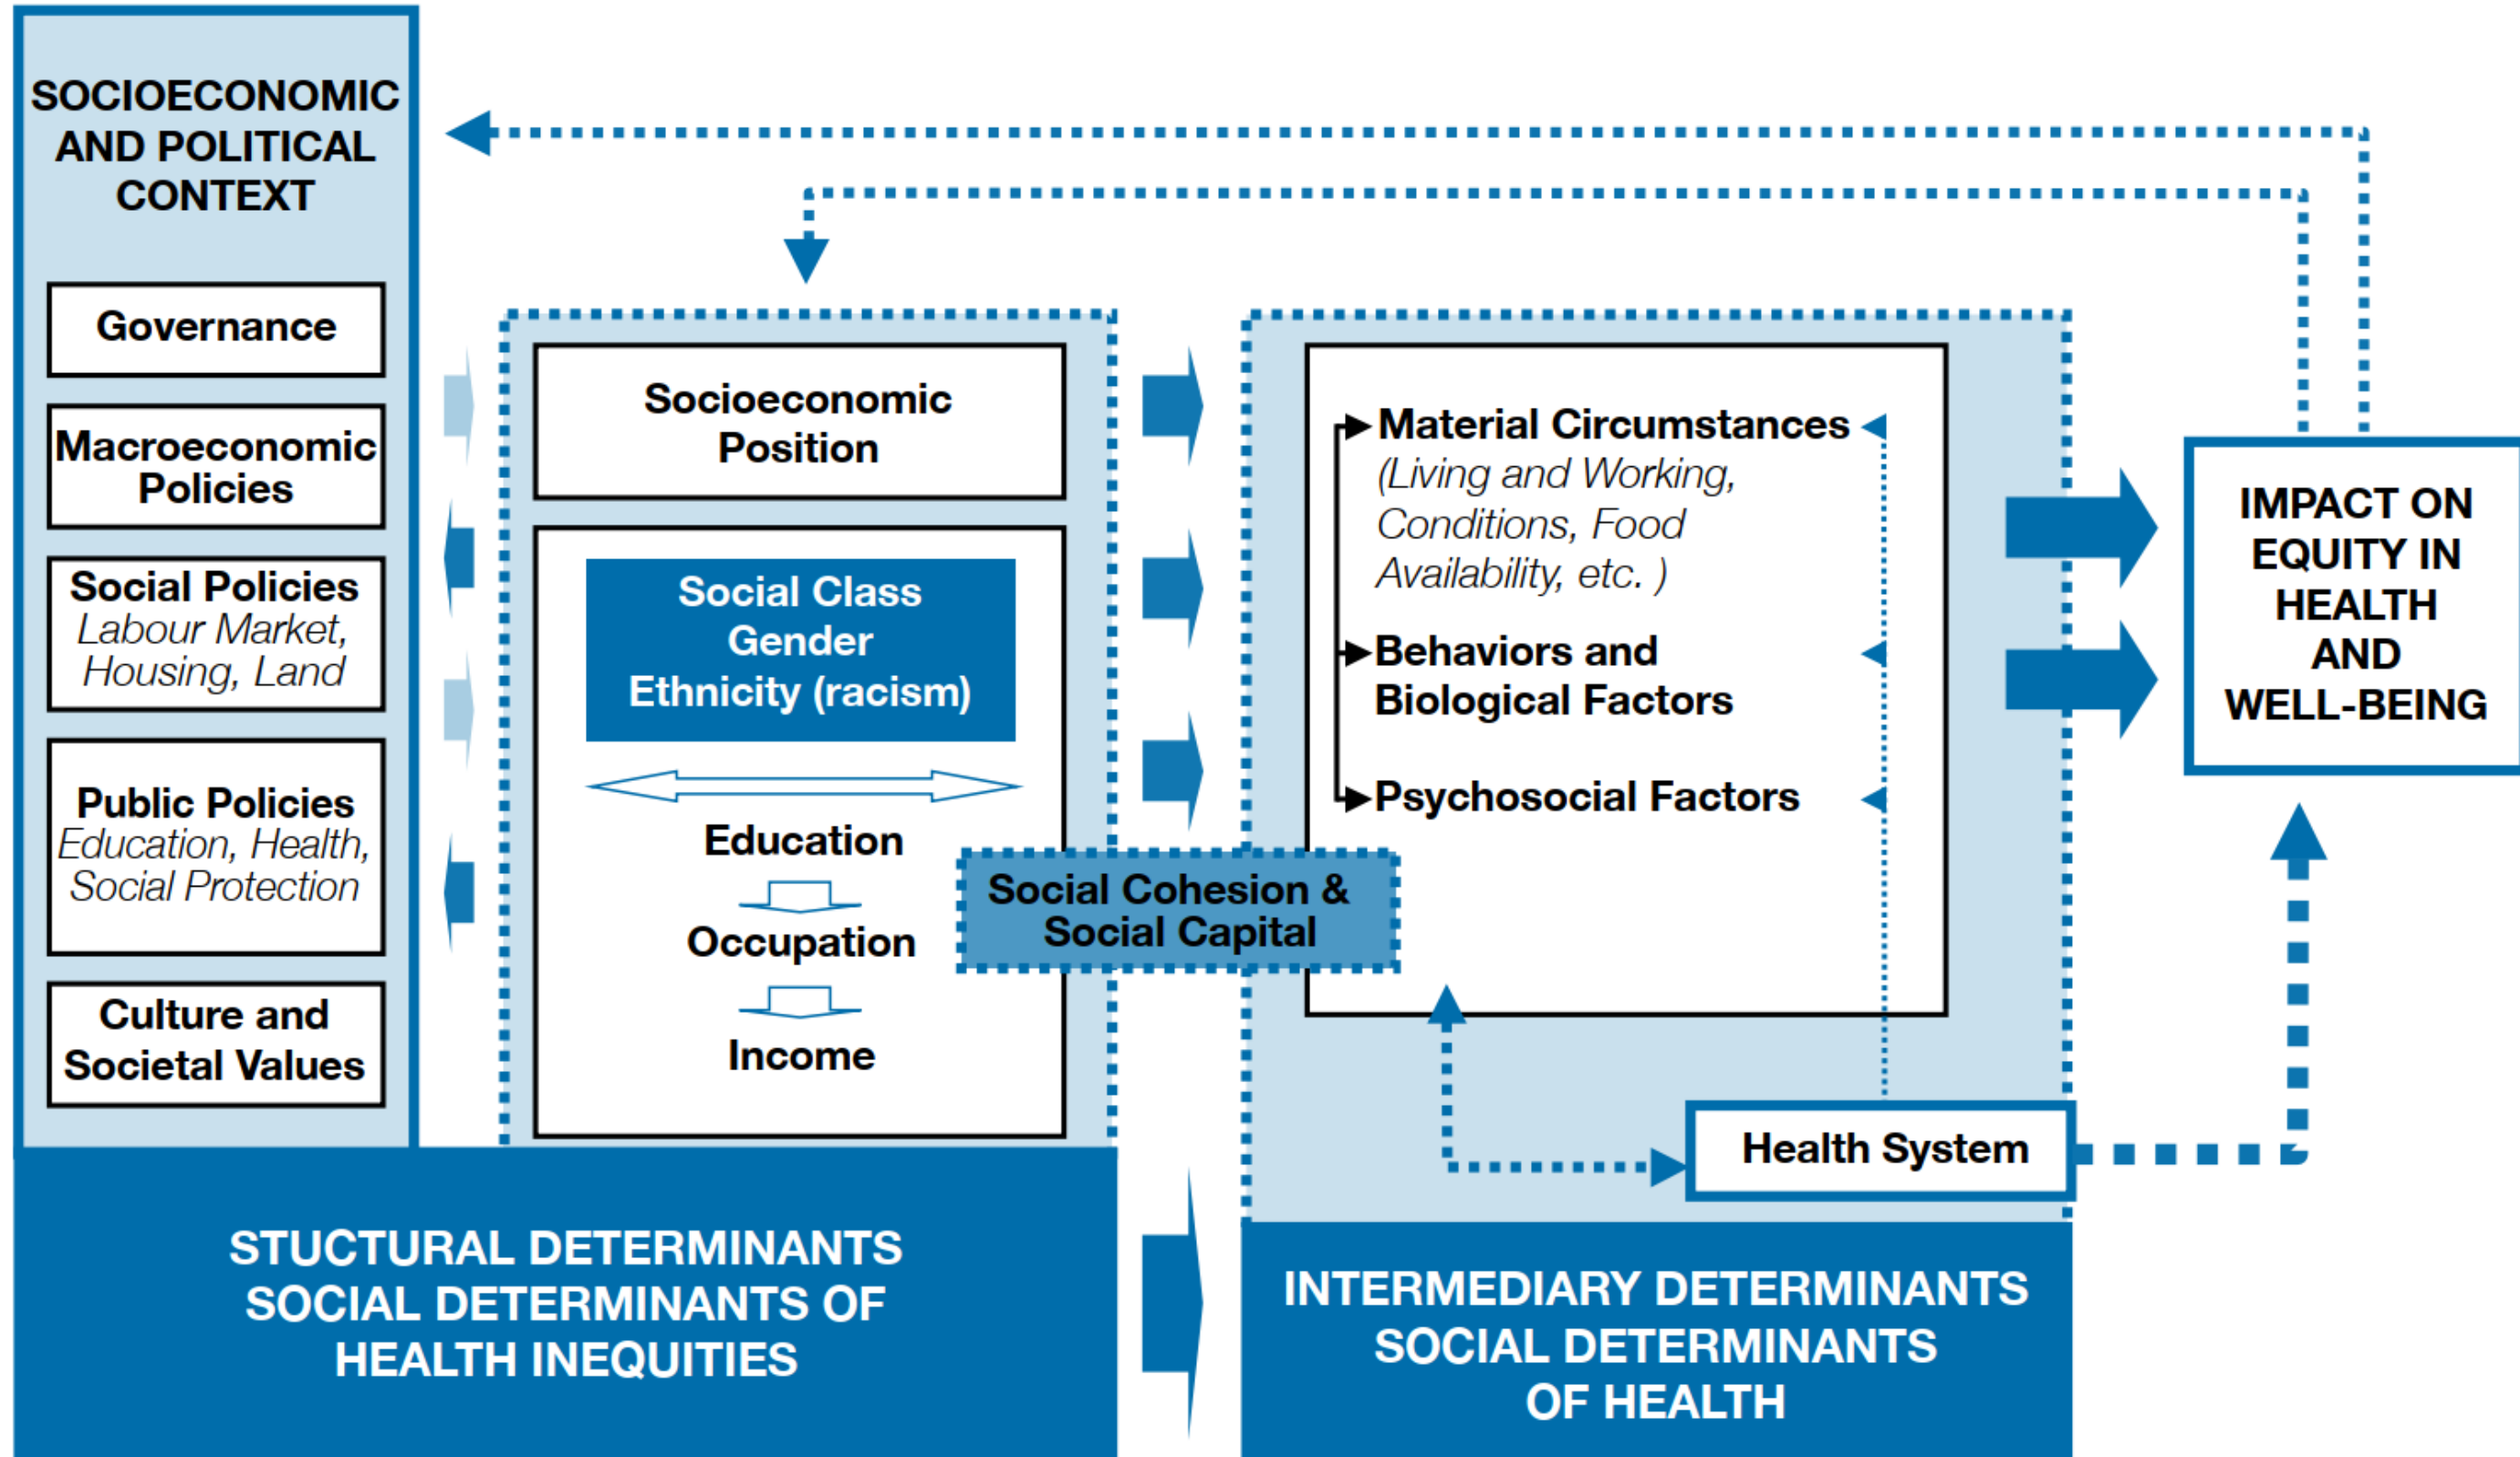 SOCIOECONOMIC
AND POLITICAL
CONTEXT
Governance
Macroeconomic
Policies
Social Policies
Labour Market,
Housing, Land
Public Policies
Education, Health,
Social Protection
Culture and
Societal Values
Socioeconomic
Position
Social Class
Gender
Ethnicity (racism)
Education
Occupation
Income
Social Cohesion &
Social Capital
Material Circumstances
(Living and Working,
Conditions, Food
Availability, etc. )
Behaviors and
Biological Factors
Psychosocial Factors
Health System
IMPACT ON
EQUITY IN
HEALTH
AND
WELL-BEING
STUCTURAL DETERMINANTS
SOCIAL DETERMINANTS OF
HEALTH INEQUITIES
INTERMEDIARY DETERMINANTS
SOCIAL DETERMINANTS
OF HEALTH